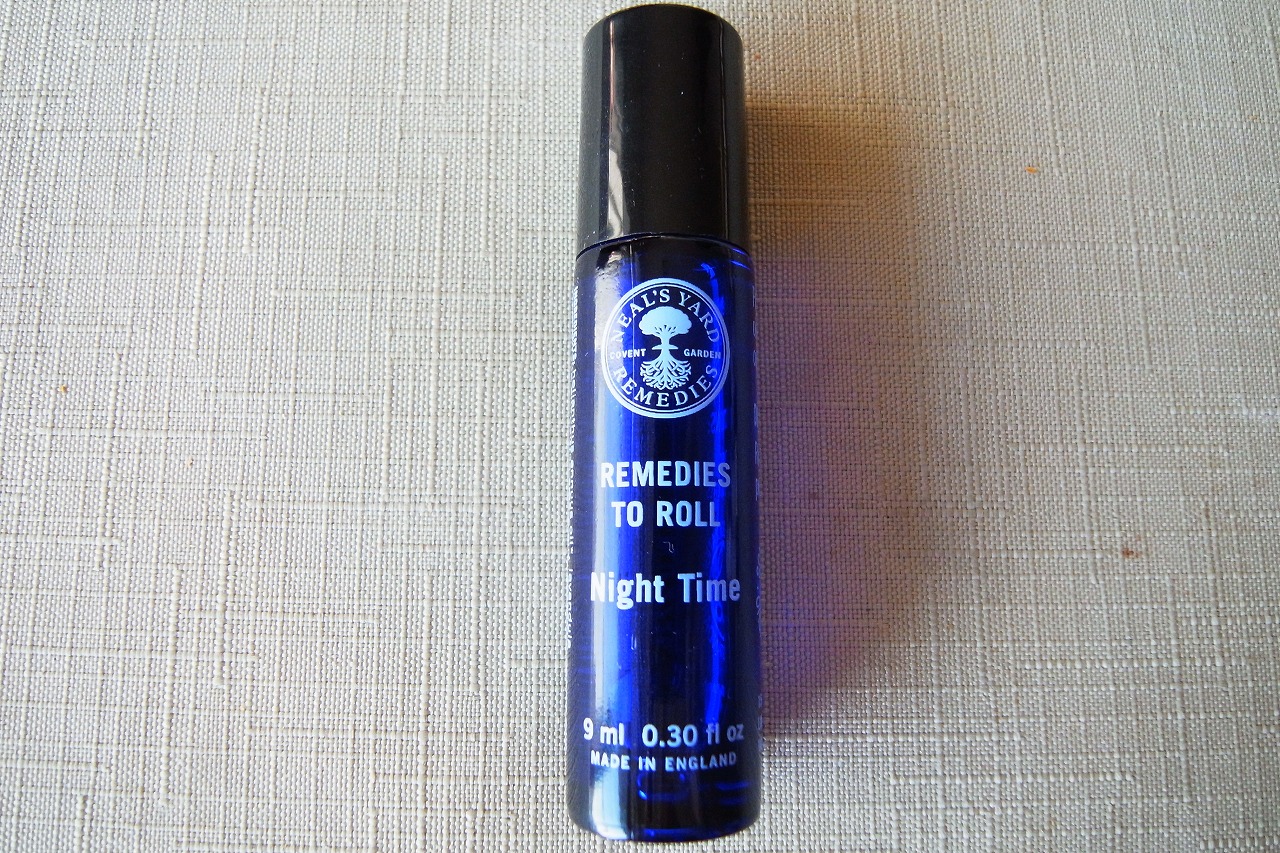 NEAL'S YARD
COVENT GARDEN
REMEDIES
REMEDIES
TO ROLL
Night Time
9 ml 0.30 fl oz
MADE IN ENGLAND